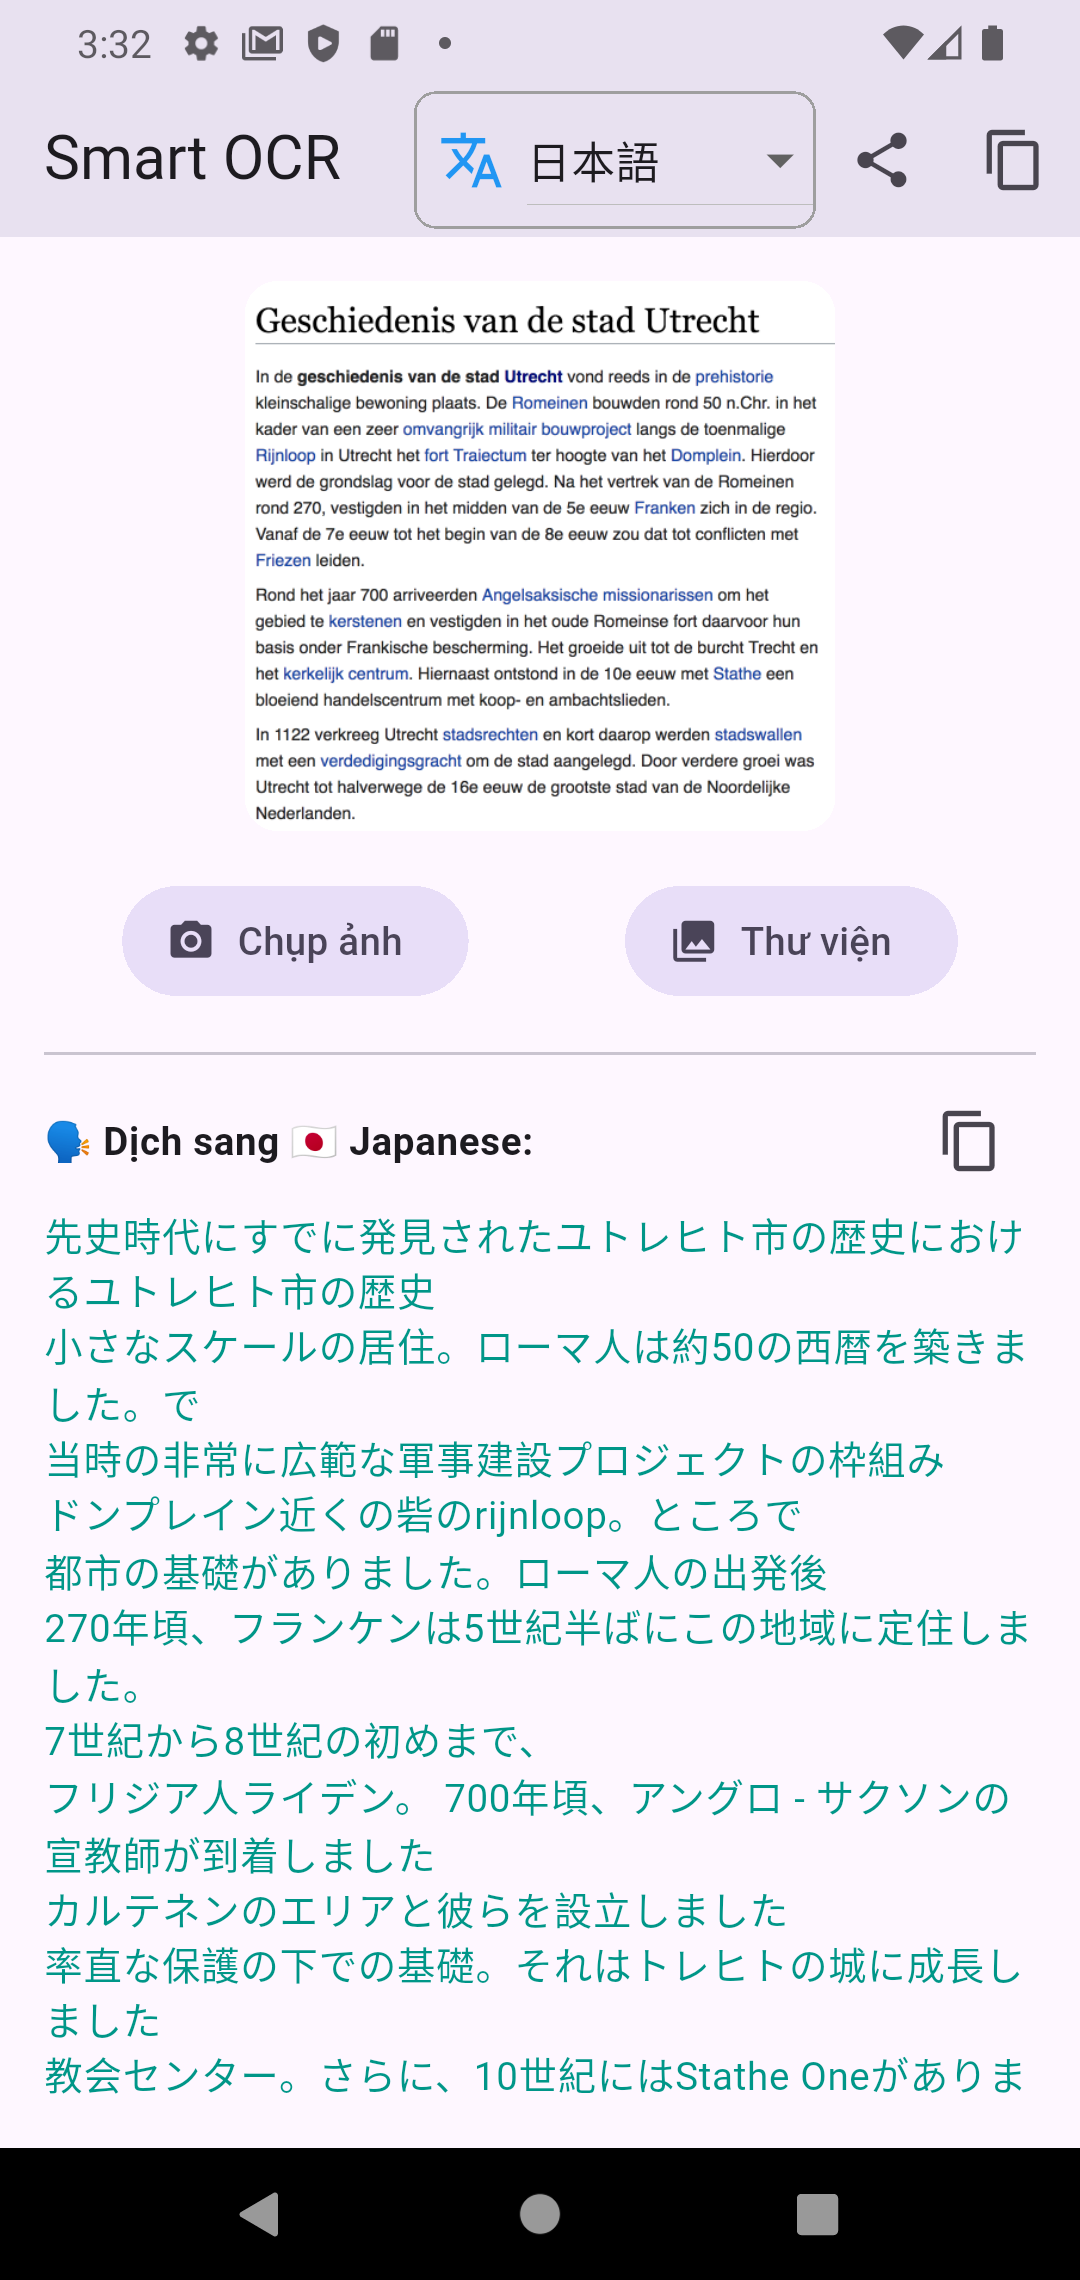 3:32
Smart OCR
日本語
Geschiedenis van de stad Utrecht
In de geschiedenis van de stad Utrecht vond reeds in de prehistorie
kleinschalige bewoning plaats. De Romeinen bouwden rond 50 n.Chr. in het
kader van een zeer omvangrijk militair bouwproject langs de toenmalige
Rijnloop in Utrecht het fort Traiectum ter hoogte van het Domplein. Hierdoor
werd de grondslag voor de stad gelegd. Na het vertrek van de Romeinen
rond 270, vestigden in het midden van de 5e eeuw Franken zich in de regio.
Vanaf de 7e eeuw tot het begin van de 8e eeuw zou dat tot conflicten met
Friezen leiden.
Rond het jaar 700 arriveerden Angelsaksische missionarissen om het
gebied te kerstenen en vestigden in het oude Romeinse fort daarvoor hun
basis onder Frankische bescherming. Het groeide uit tot de burcht Trecht en
het kerkelijk centrum. Hiernaast ontstond in de 10e eeuw met Stathe een
bloeiend handelscentrum met koop- en ambachtslieden.
In 1122 verkreeg Utrecht stadsrechten en kort daarop werden stadswallen
met een verdedigingsgracht om de stad aangelegd. Door verdere groei was
Utrecht tot halverwege de 16e eeuw de grootste stad van de Noordelijke
Nederlanden.
Chụp ảnh
Thư viện
Dịch sang Japanese:
先史時代にすでに発見されたユトレヒト市の歴史におけ
るユトレヒト市の歴史
小さなスケールの居住。ローマ人は約50の西暦を築きま
した。で
当時の非常に広範な軍事建設プロジェクトの枠組み
ドンプレイン近くの砦のrijnloop。ところで
都市の基礎がありました。ローマ人の出発後
270年頃、フランケンは5世紀半ばにこの地域に定住しま
した。
7世紀から8世紀の初めまで、
フリジア人ライデン。 700年頃、アングロ - サクソンの
宣教師が到着しました
カルテネンのエリアと彼らを設立しました
率直な保護の下での基礎。それはトレヒトの城に成長し
ました
教会センター。さらに、10世紀にはStathe Oneがありま